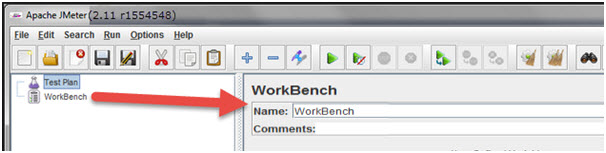 Apache JMeter(2.11 r1554548)
File Edit Search Run Options Help
Test Plan
WorkBench
WorkBench
Name: WorkBench
Comments: